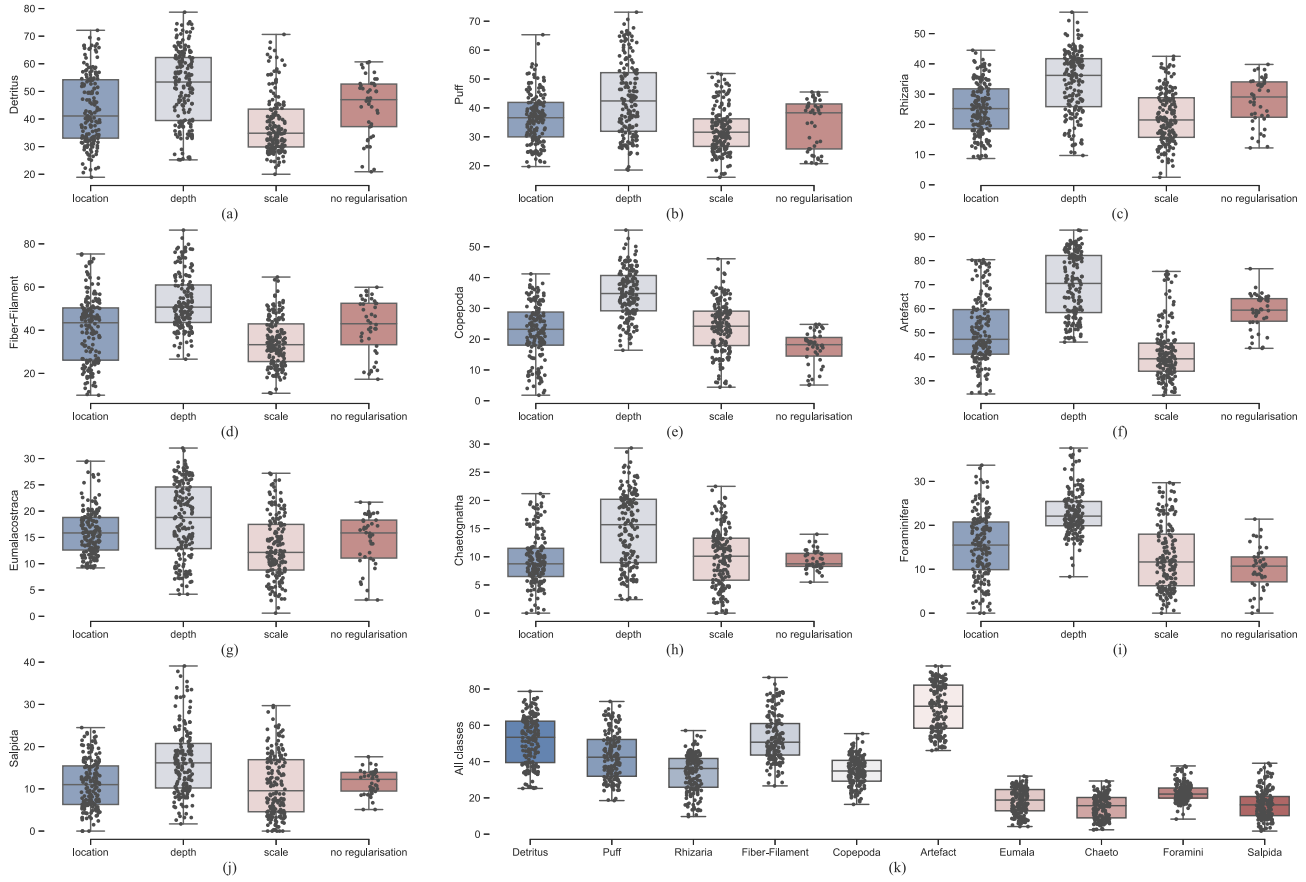 Detritus
80
70
60
50
40
30
20
location depth scale no regularisation
(a)
Puff
70
60
50
40
30
20
location depth scale no regularisation
(b)
Rhizaria
50
40
30
20
10
0
location depth scale no regularisation
(c)
Fiber-Filament
80
60
40
20
location depth scale no regularisation
(d)
Copepoda
50
40
30
20
10
0
location depth scale no regularisation
(e)
Artefact
90
80
70
60
50
40
30
location depth scale no regularisation
(f)
Eumalacostraca
30
25
20
15
10
5
0
location depth scale no regularisation
(g)
Chaetognatha
30
25
20
15
10
5
0
location depth scale no regularisation
(h)
Foraminifera
30
20
10
0
location depth scale no regularisation
(i)
Salpida
40
30
20
10
0
location depth scale no regularisation
(j)
All classes
80
60
40
20
0
Detritus Puff Rhizaria Fiber-Filament Copepoda Artefact Eumala Chaeto Foramini Salpida
(k)